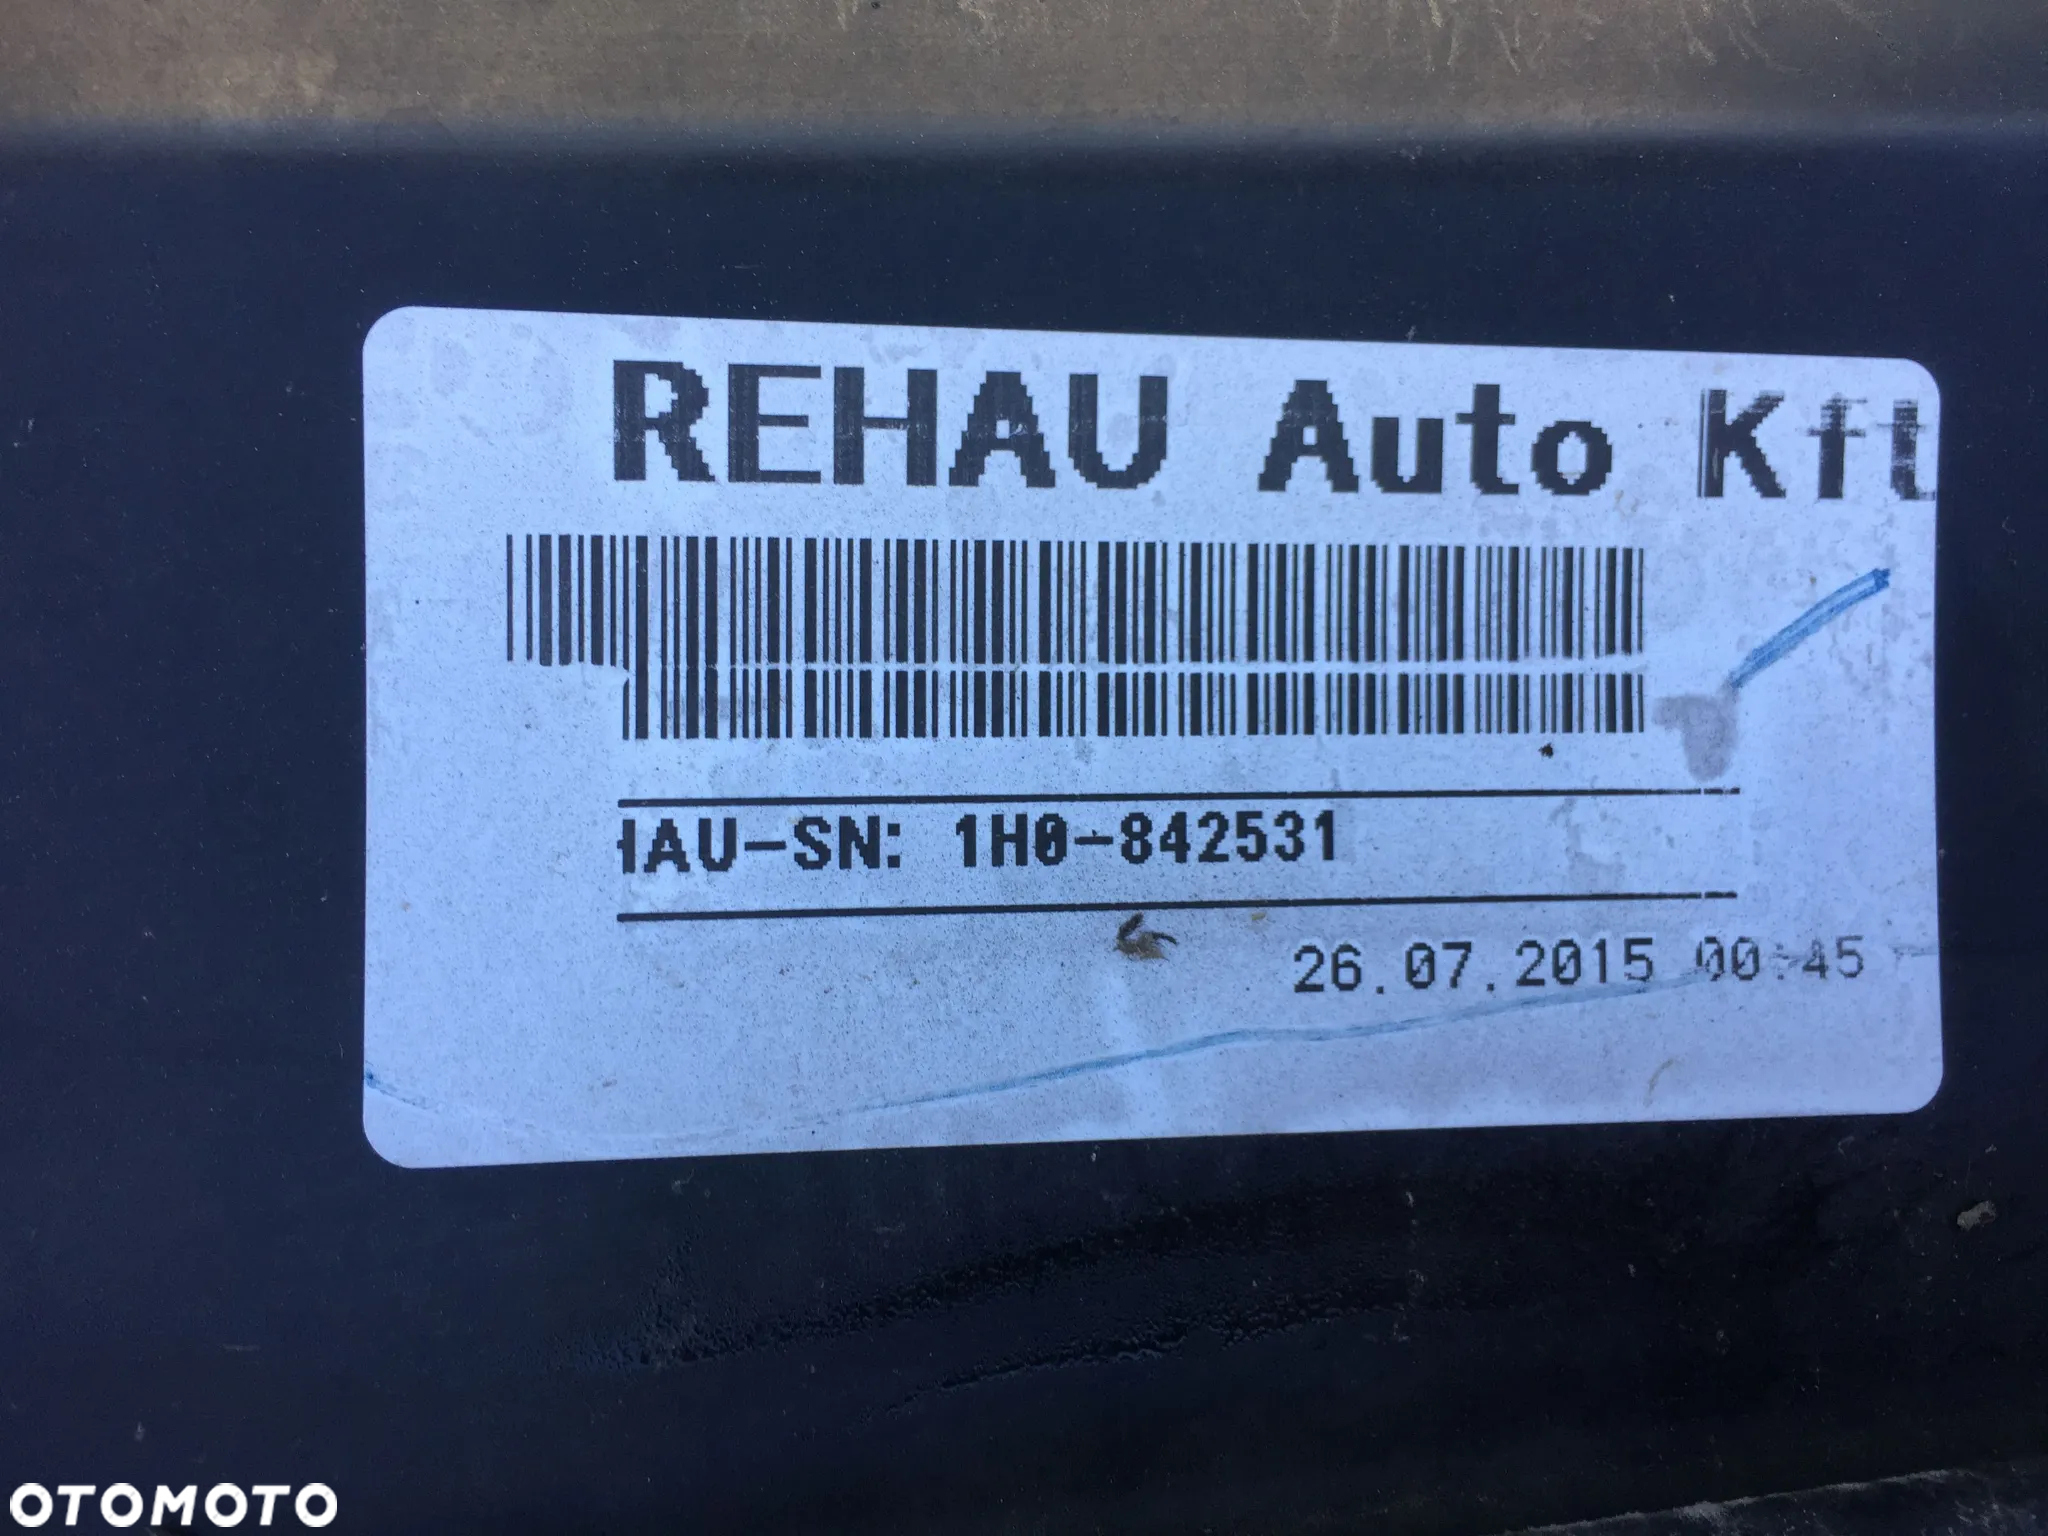 REHAU Auto Kft
HAU-SN: 1H0-842531
26.07.2015 00:45
OTOMOTO